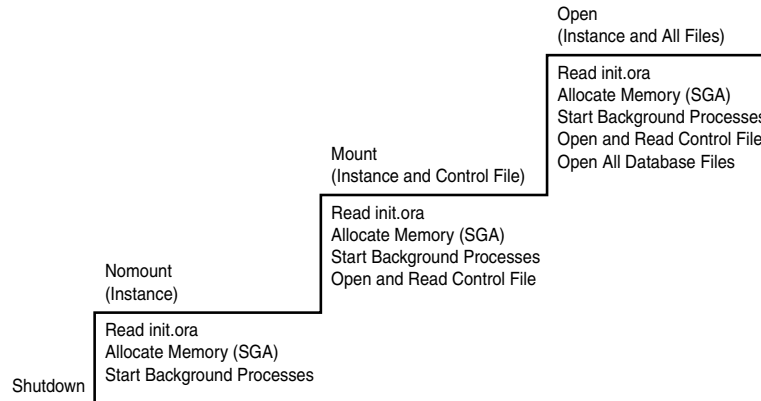 Open
(Instance and All Files)
Read init.ora
Allocate Memory (SGA)
Start Background Processes
Open and Read Control File
Open All Database Files
Mount
(Instance and Control File)
Read init.ora
Allocate Memory (SGA)
Start Background Processes
Open and Read Control File
Nomount
(Instance)
Read init.ora
Allocate Memory (SGA)
Start Background Processes
Shutdown